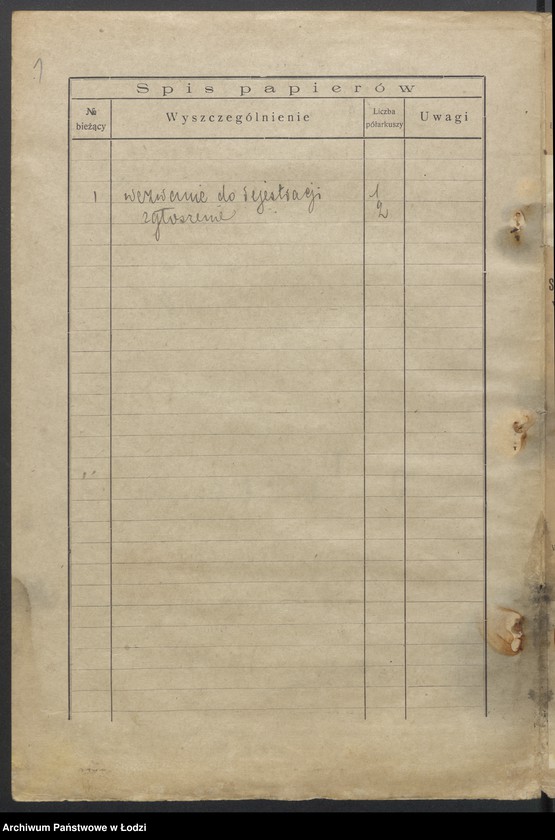 1
Spis papierów
№ bieżący
Wyszczególnienie
Liczba półarkuszy
Uwagi
1 wezwanie do rejestracji 1
zgłoszenie 2
Archiwum Państwowe w Łodzi